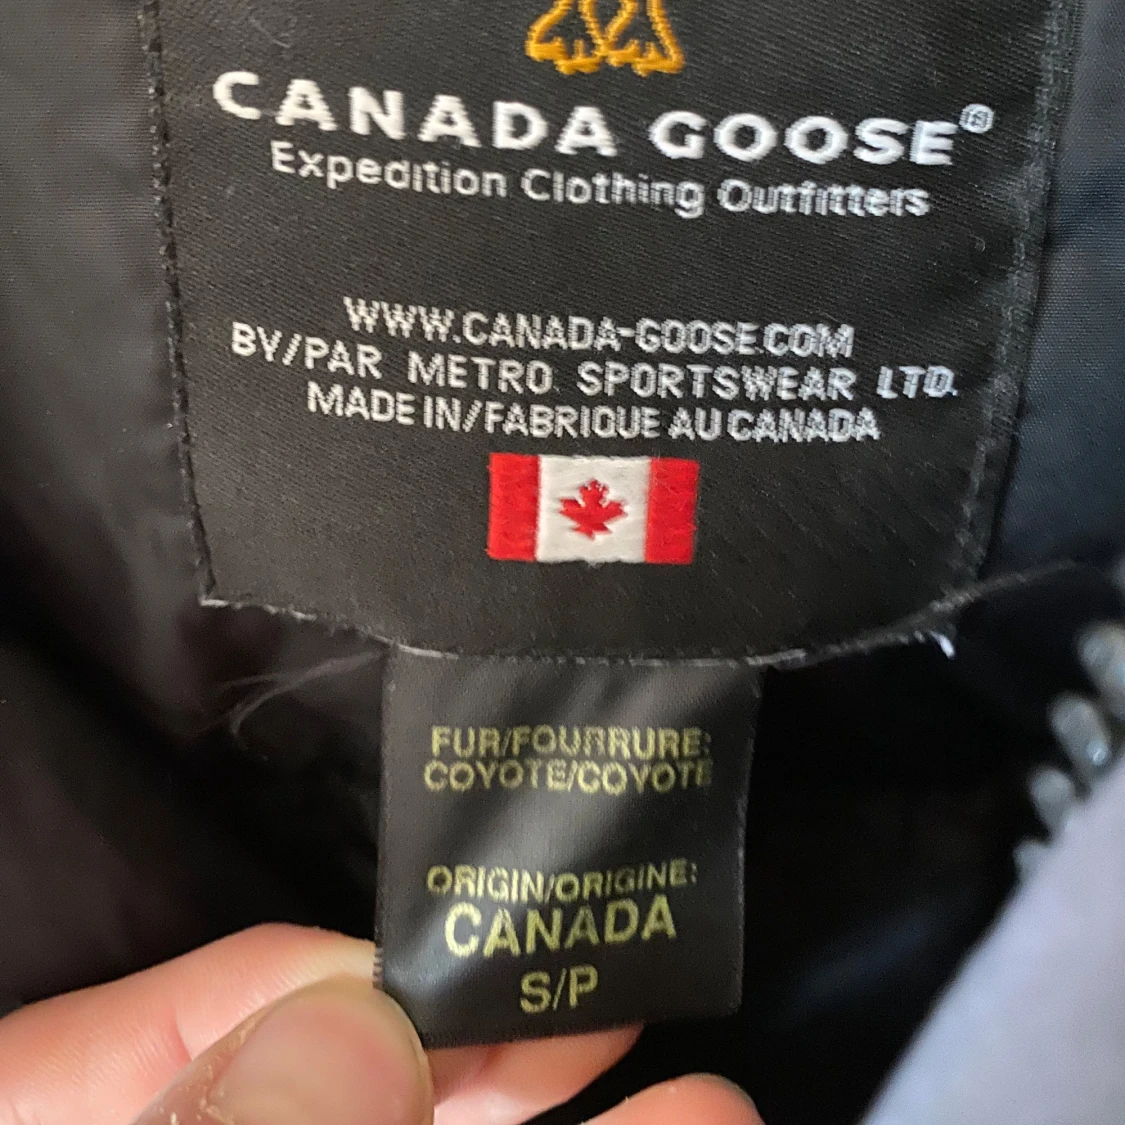 CANADA GOOSE®
Expedition Clothing Outfitters
WWW.CANADA-GOOSE.COM
BY/PAR METRO SPORTSWEAR LTD.
MADE IN/FABRIQUE AU CANADA
FUR/FOURRURE:
COYOTE/COYOTE
ORIGIN/ORIGINE:
CANADA
S/P